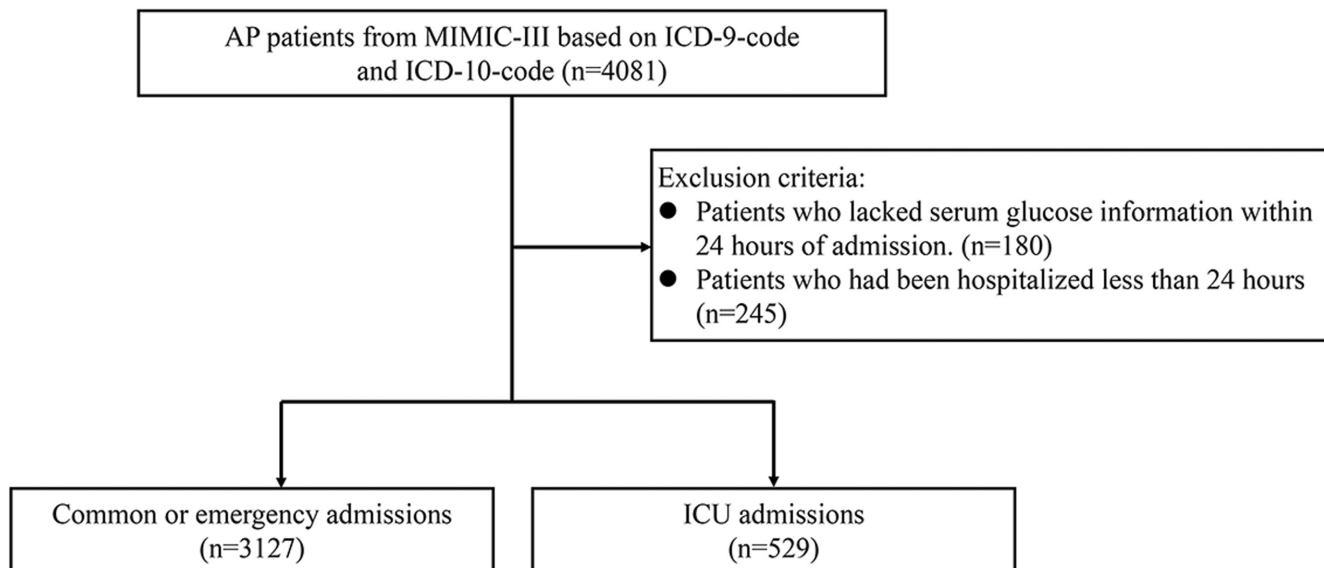 AP patients from MIMIC-III based on ICD-9-code
and ICD-10-code (n=4081)
Exclusion criteria:
● Patients who lacked serum glucose information within
24 hours of admission. (n=180)
● Patients who had been hospitalized less than 24 hours
(n=245)
Common or emergency admissions
(n=3127)
ICU admissions
(n=529)